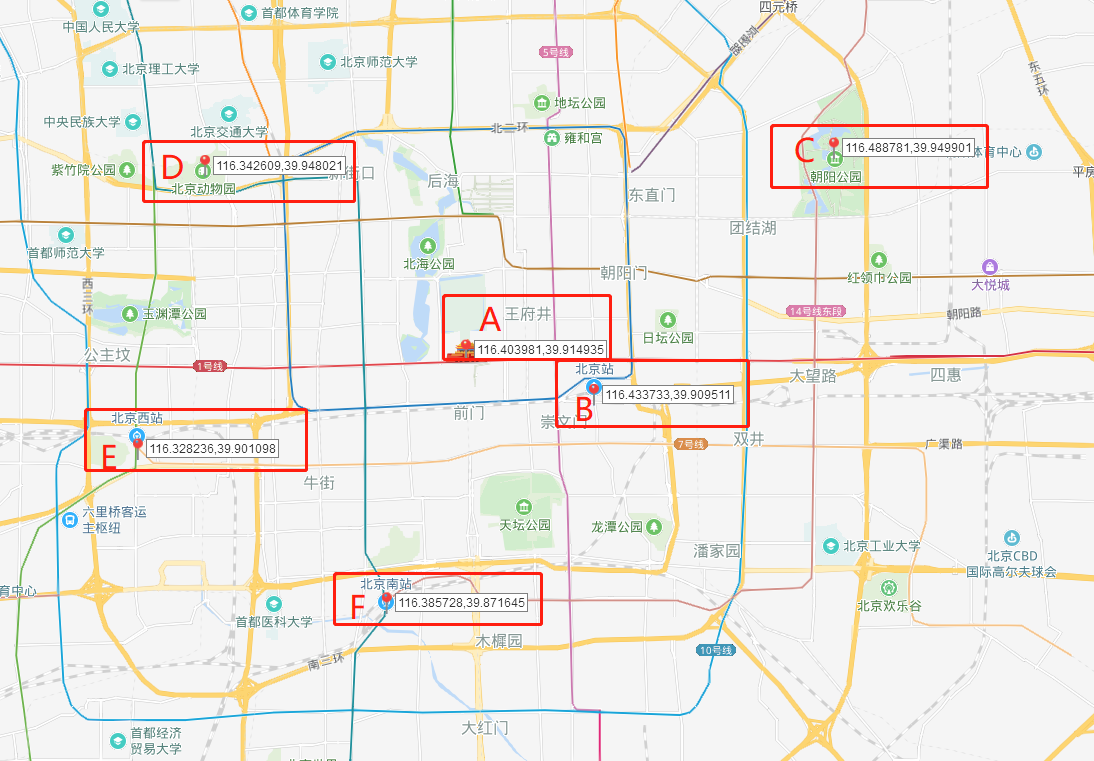 四元桥
首都体育学院
中国人民大学
京密路
5号线
北京师范大学
北京理工大学
东五环
地坛公园
中央民族大学
北京交通大学
北二环
雍和宫
C
116.488781,39.949901
体育中心
D
116.342609,39.948021
紫竹院公园
街口
朝阳公园
平房
后海
北京动物园
东直门
团结湖
首都师范大学
北海公园
朝阳门
红领巾公园
大悦城
西三环
玉渊潭公园
A
王府井
14号线东段
朝阳路
日坛公园
116.403981,39.914935
公主坟
1号线
北京站
大望路
四惠
116.433733,39.909511
B
北京西站
前门
崇文门
双井
7号线
广渠路
E
116.328236,39.901098
牛街
六里桥客运
主枢纽
天坛公园
龙潭公园
潘家园
北京工业大学
北京CBD
国际高尔夫球会
北京南站
育中心
F
116.385728,39.871645
北京欢乐谷
首都医科大学
木樨园
10号线
南三环
大红门
首都经济
贸易大学